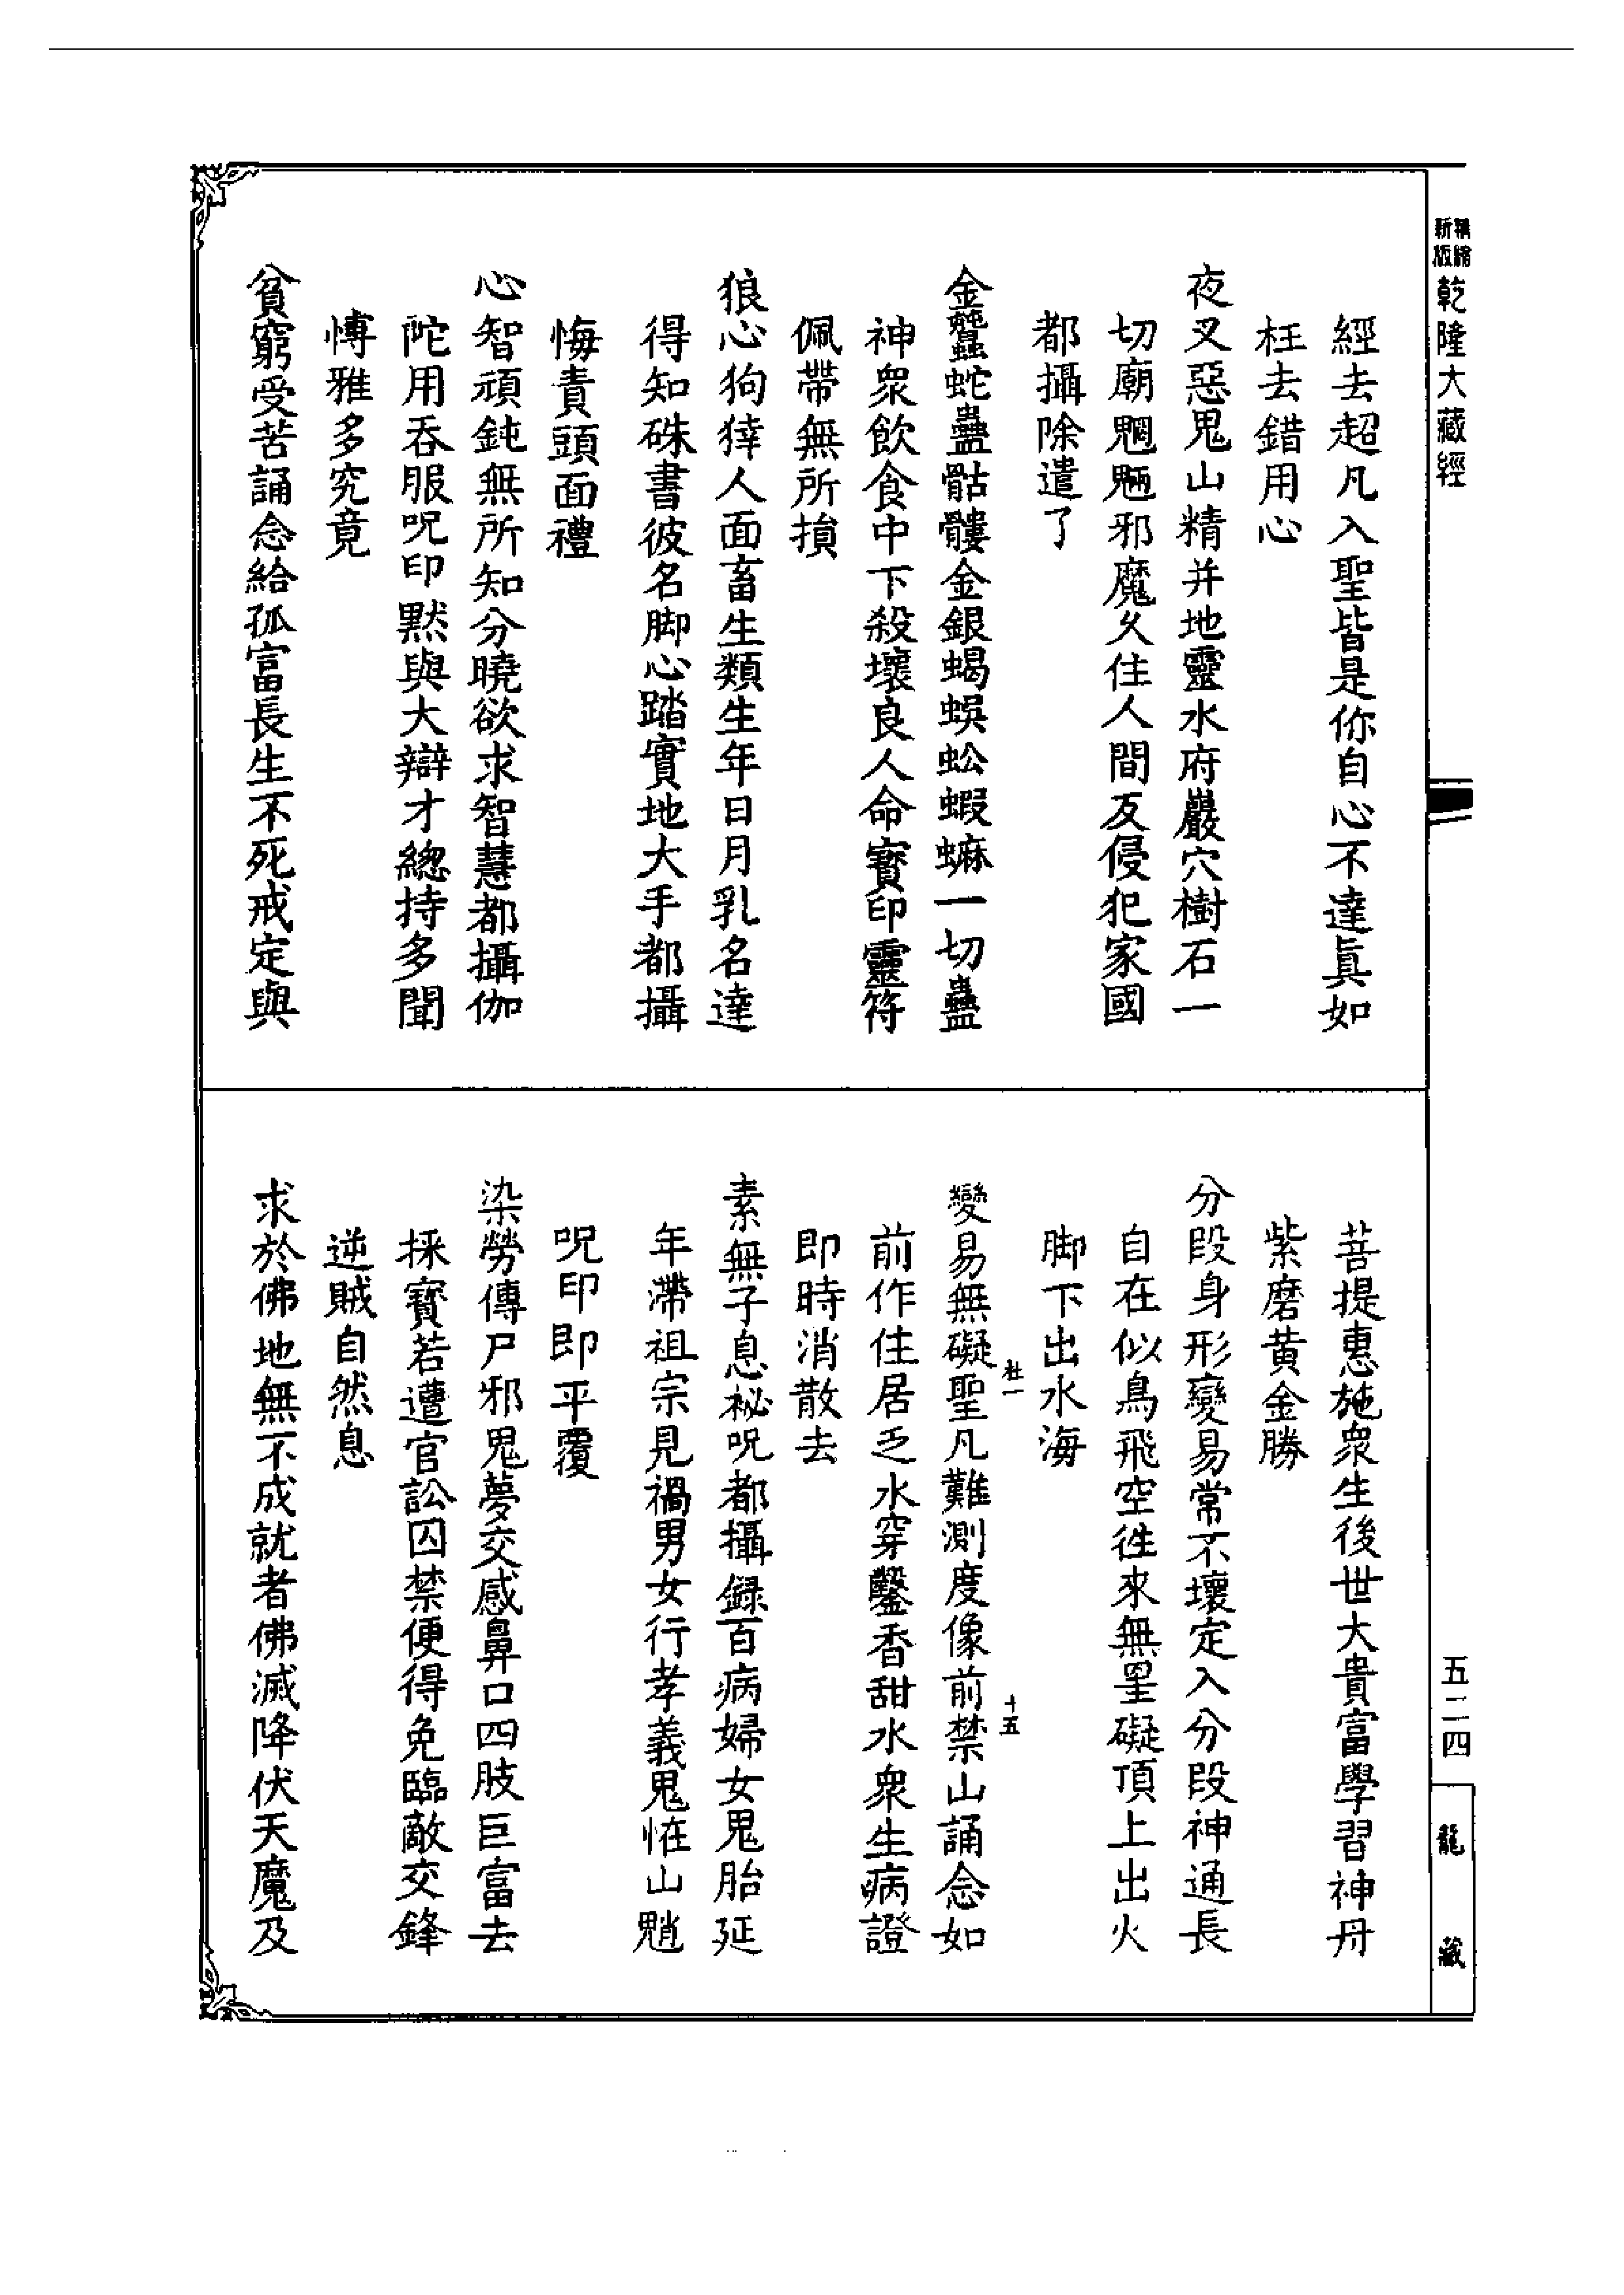 精縮
新版
乾隆大藏經
經去超凡入聖皆是你自心不達眞如
枉去錯用心
夜叉惡鬼山精并地靈水府巖穴樹石一
切廟魍魎邪魔久住人間及侵犯家國
都攝除遣了
金蠶蛇蠱骷髏金銀蝎蜈蚣蝦蟆一切蠱
神衆飲食中下殺壞良人命寳印靈符
佩帶無所損
狼心狗倖人面畜生類生年日月乳名達
得知硃書彼名脚心踏實地大手都攝
悔責頭面禮
心智頑鈍無所知分曉欲求智慧都攝伽
陀用呑服呪印默與大辯才緫持多聞
博雅多究竟
貧窮受苦誦念給孤富長生不死戒定與
菩提惠施衆生後世大貴富學習神丹
紫磨黃金勝
分段身形變易常不壞定入分段神通長
自在似鳥飛空徃來無罣礙頂上出火
脚下出水海
杜一
十五
變易無礙聖凡難測度像前禁山誦念如
前作住居乏水穿鑿香甜水衆生病證
即時消散去
素無子息祕呪都攝録百病婦女鬼胎延
年滯祖宗見禍男女行孝義鬼恠山魈
呪印即平覆
染勞傳尸邪鬼夢交感鼻口四肢巨富去
採寳若遭官訟囚禁便得免臨敵交鋒
逆賊自然息
求於佛地無不成就者佛滅降伏天魔及
五二四
龍藏